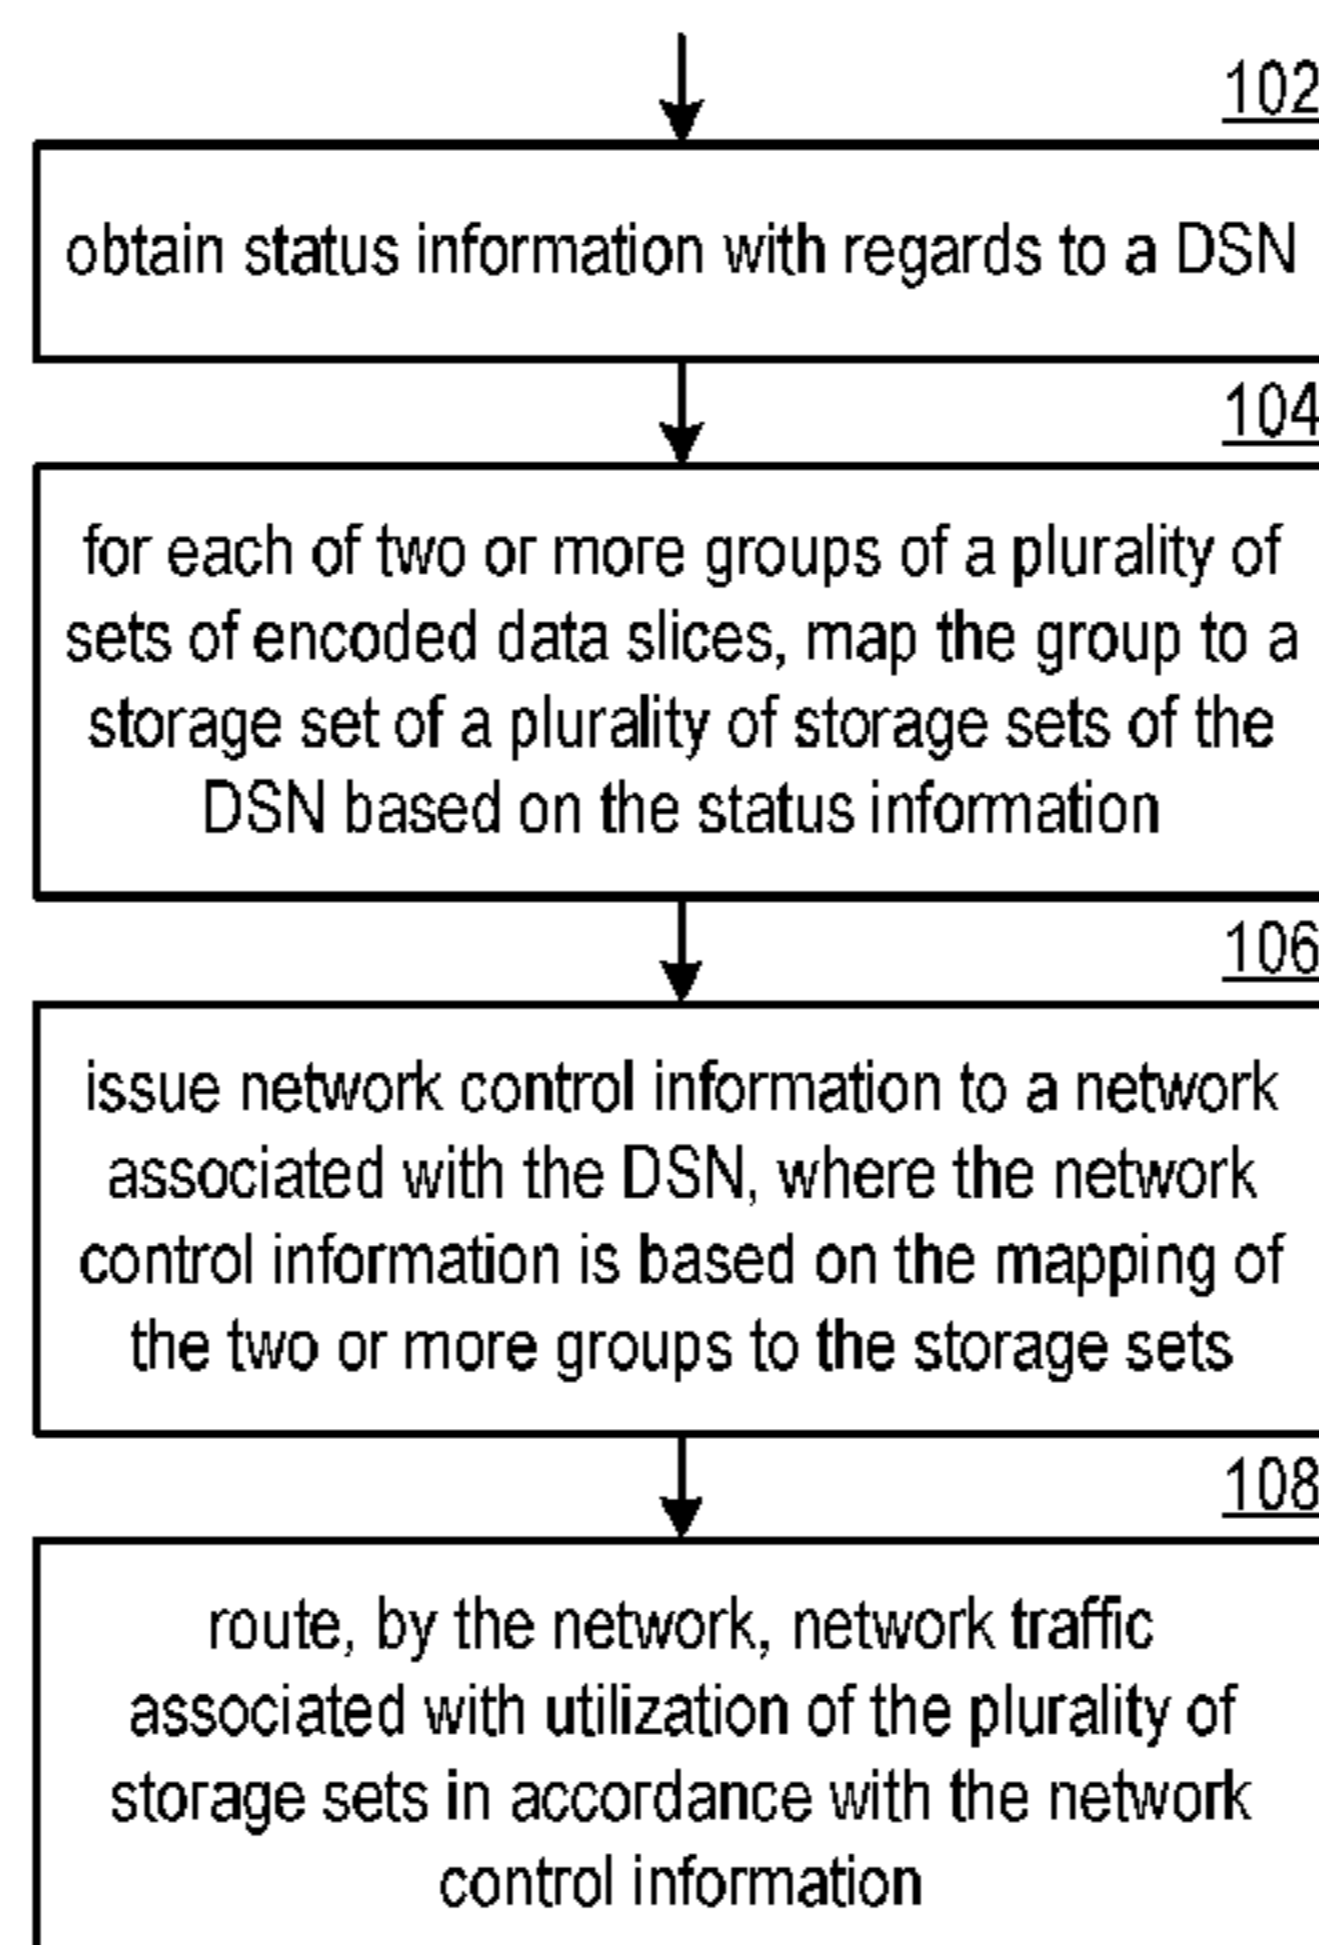 102
obtain status information with regards to a DSN
104
for each of two or more groups of a plurality of
sets of encoded data slices, map the group to a
storage set of a plurality of storage sets of the
DSN based on the status information
106
issue network control information to a network
associated with the DSN, where the network
control information is based on the mapping of
the two or more groups to the storage sets
108
route, by the network, network traffic
associated with utilization of the plurality of
storage sets in accordance with the network
control information